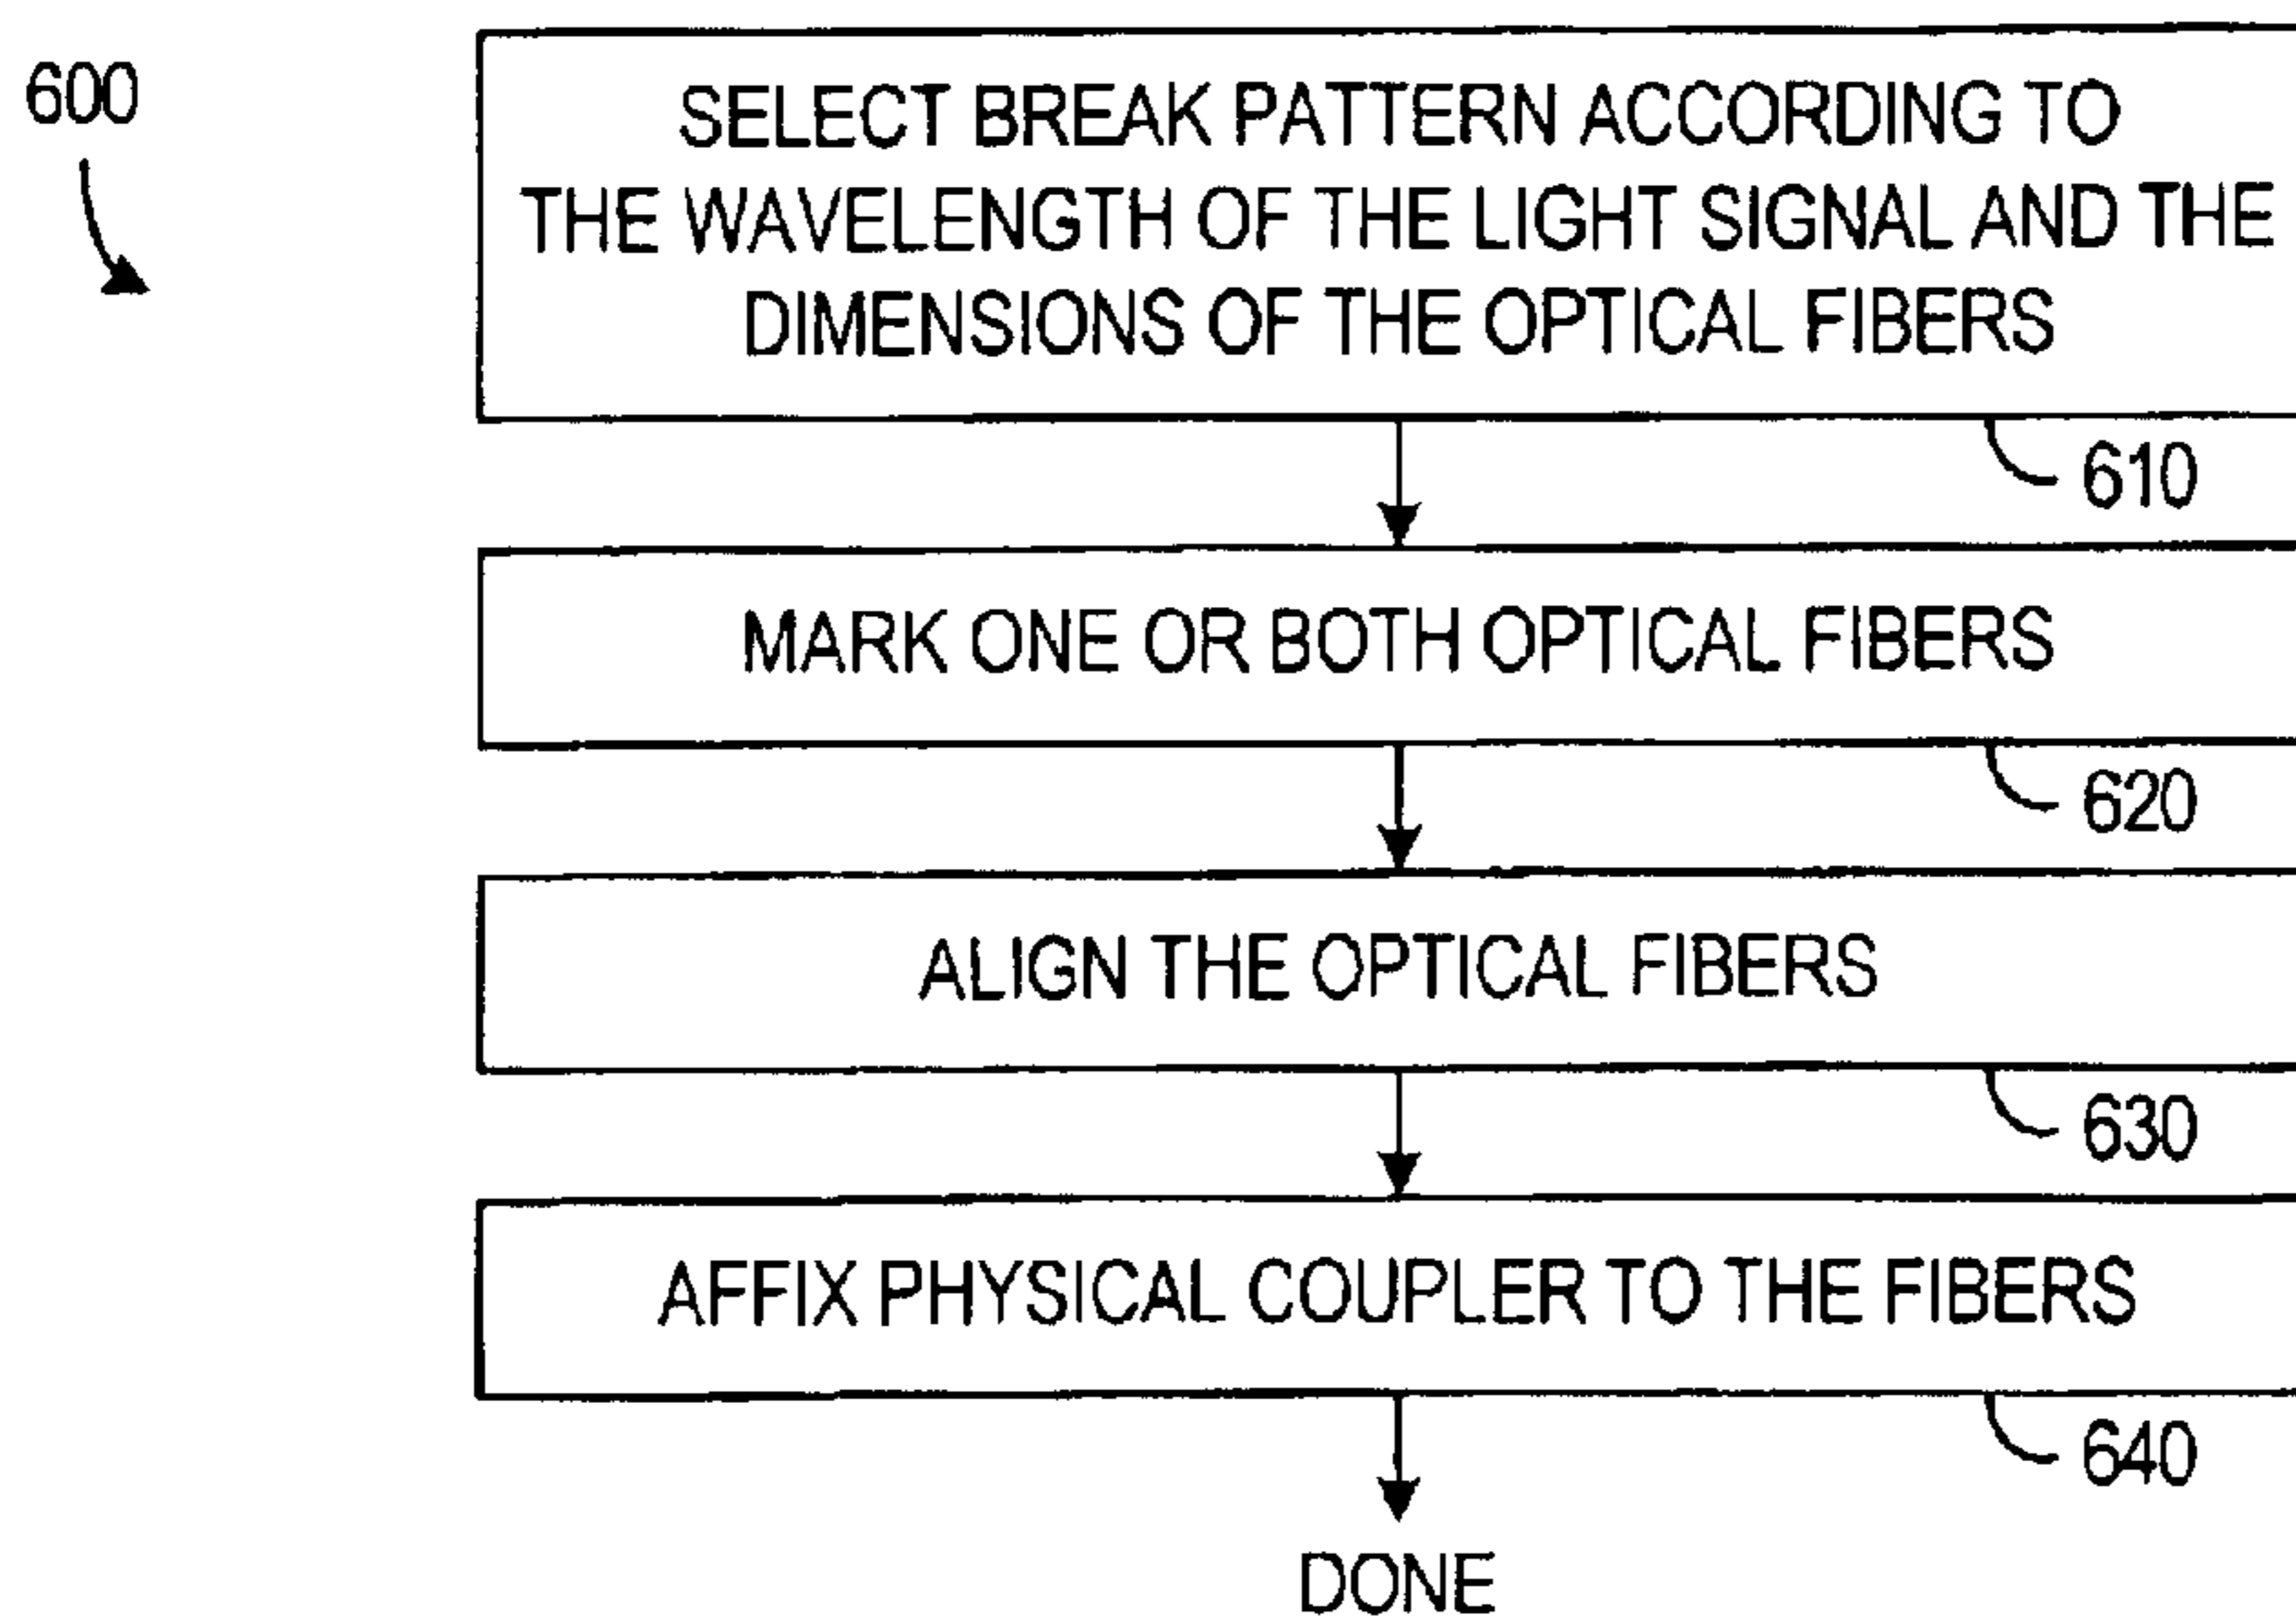 600
SELECT BREAK PATTERN ACCORDING TO
THE WAVELENGTH OF THE LIGHT SIGNAL AND THE
DIMENSIONS OF THE OPTICAL FIBERS
610
MARK ONE OR BOTH OPTICAL FIBERS
620
ALIGN THE OPTICAL FIBERS
630
AFFIX PHYSICAL COUPLER TO THE FIBERS
640
DONE